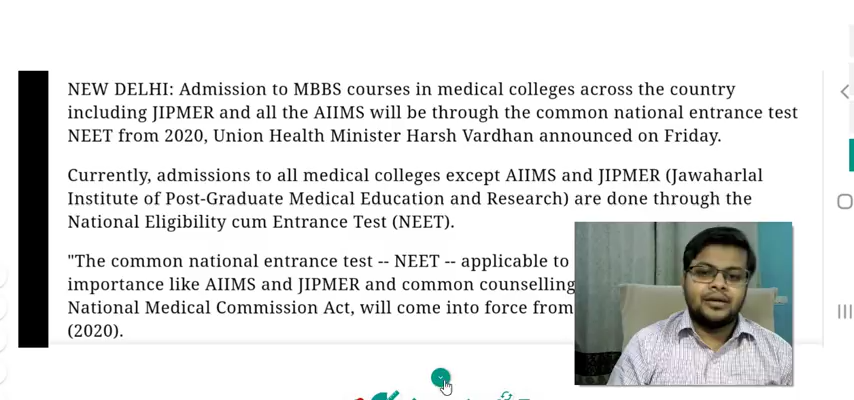 NEW DELHI: Admission to MBBS courses in medical colleges across the country
including JIPMER and all the AIIMS will be through the common national entrance test
NEET from 2020, Union Health Minister Harsh Vardhan announced on Friday.
Currently, admissions to all medical colleges except AIIMS and JIPMER (Jawaharlal
Institute of Post-Graduate Medical Education and Research) are done through the
National Eligibility cum Entrance Test (NEET).
"The common national entrance test -- NEET -- applicable to
importance like AIIMS and JIPMER and common counselling
National Medical Commission Act, will come into force from
(2020).